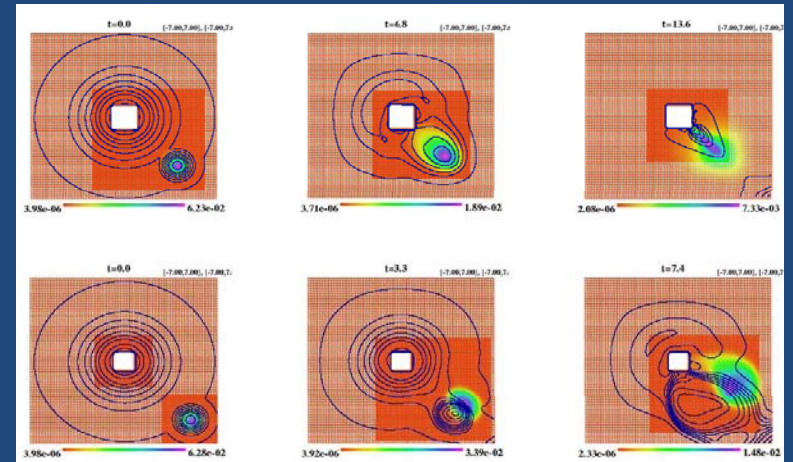 t=0.0
[-7.00,7.00], [-7.00,7.
3.98e-06 6.23e-02
t=6.8
[-7.00,7.00], [-7.00,7.
3.71e-06 1.89e-02
t=13.6
[-7.00,7.00], [-7.00,7.
2.08e-06 7.33e-03
t=0.0
[-7.00,7.00], [-7.00,7.
3.98e-06 6.28e-02
t=3.3
[-7.00,7.00], [-7.00,7.
3.92e-06 3.39e-02
t=7.4
[-7.00,7.00], [-7.00,7.
2.33e-06 1.48e-02